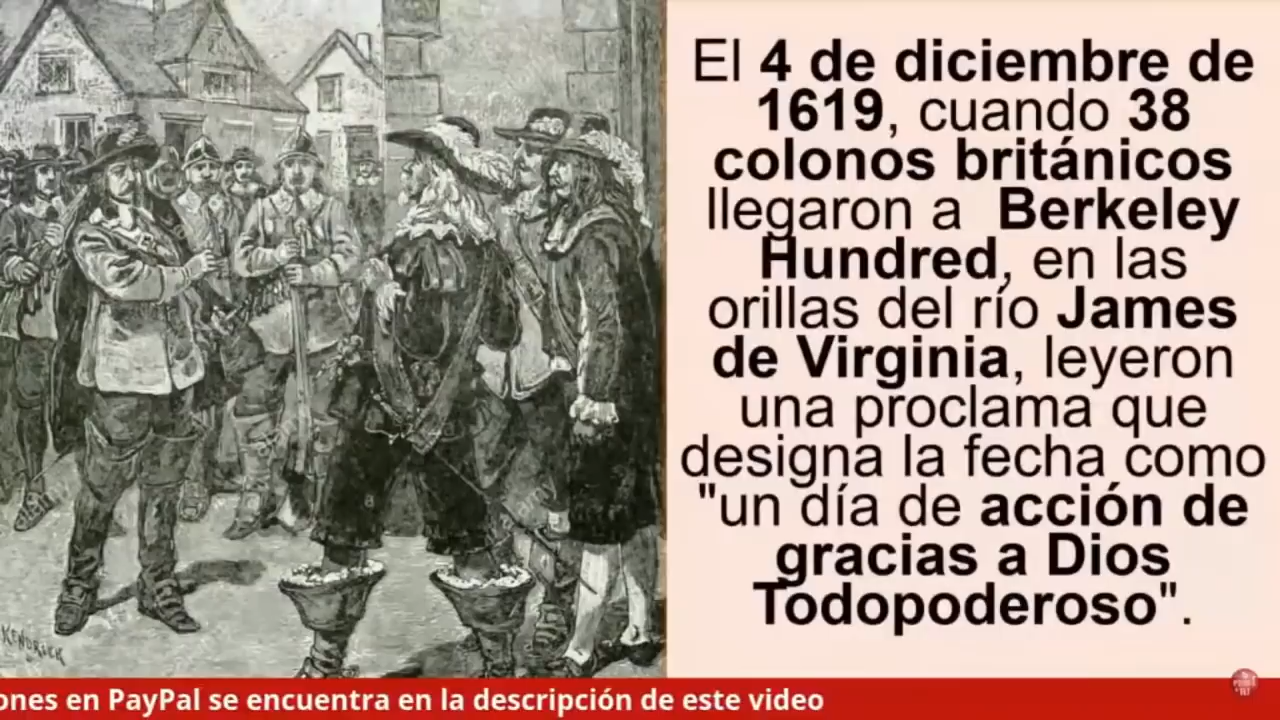 El 4 de diciembre de
1619, cuando 38
colonos británicos
llegaron a Berkeley
Hundred, en las
orillas del río James
de Virginia, leyeron
una proclama que
designa la fecha como
"un día de acción de
gracias a Dios
Todopoderoso".
KENDRICK
ones en PayPal se encuentra en la descripción de este video